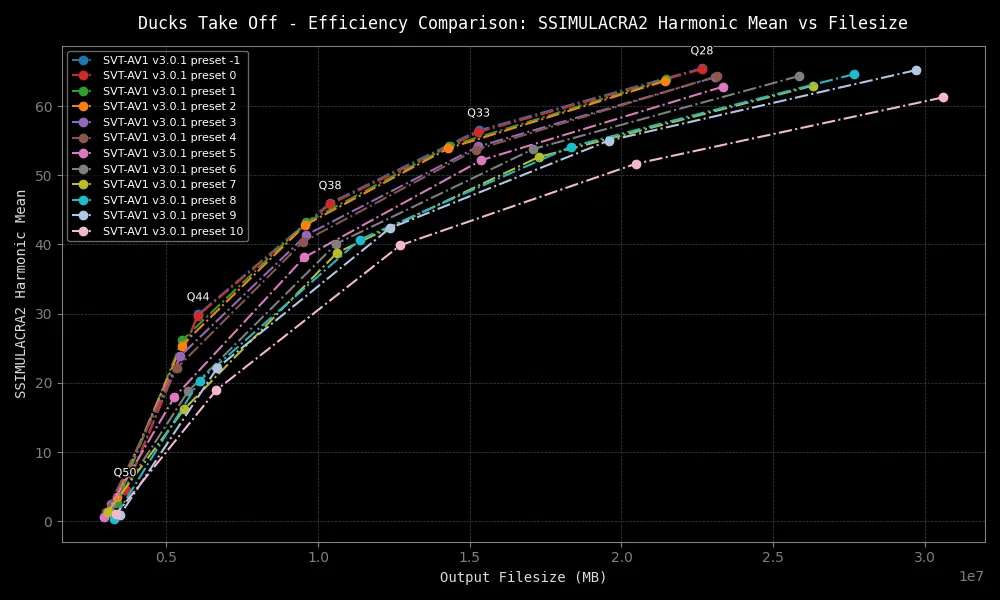 Ducks Take Off - Efficiency Comparison: SSIMULACRA2 Harmonic Mean vs Filesize
SVT-AV1 v3.0.1 preset -1
SVT-AV1 v3.0.1 preset 0
SVT-AV1 v3.0.1 preset 1
SVT-AV1 v3.0.1 preset 2
SVT-AV1 v3.0.1 preset 3
SVT-AV1 v3.0.1 preset 4
SVT-AV1 v3.0.1 preset 5
SVT-AV1 v3.0.1 preset 6
SVT-AV1 v3.0.1 preset 7
SVT-AV1 v3.0.1 preset 8
SVT-AV1 v3.0.1 preset 9
SVT-AV1 v3.0.1 preset 10
Q28
Q33
Q38
Q44
Q50
SSIMULACRA2 Harmonic Mean
60
50
40
30
20
10
0
0.5
1.0
1.5
2.0
2.5
3.0
1e7
Output Filesize (MB)